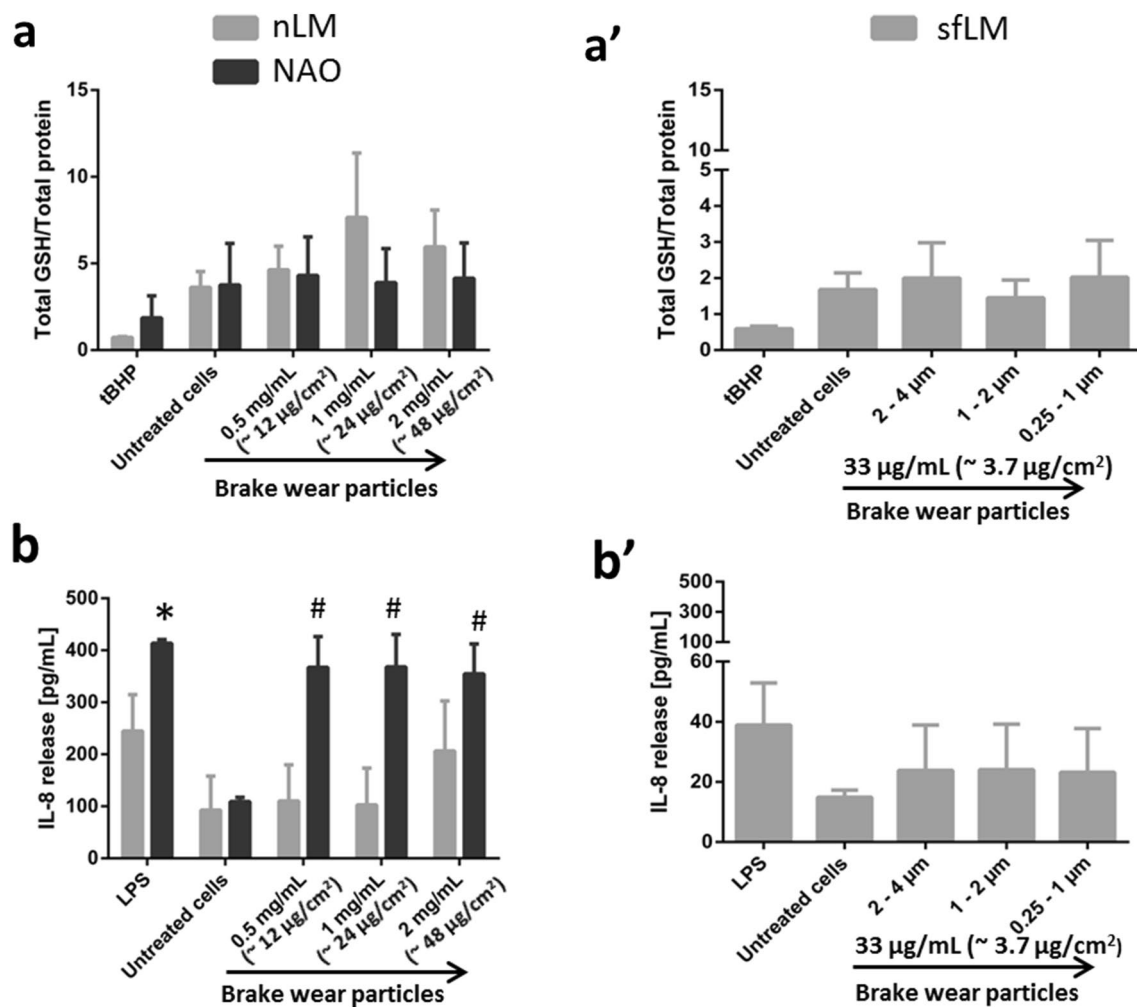 a
nLM
NAO
Total GSH/Total protein
15
10
5
0
tBHP
Untreated cells
0.5 mg/mL
(~ 12 µg/cm²)
1 mg/mL
(~ 24 µg/cm²)
2 mg/mL
(~ 48 µg/cm²)
Brake wear particles
a'
sfLM
Total GSH/Total protein
15
10
5
4
3
2
1
0
tBHP
Untreated cells
2 - 4 µm
1 - 2 µm
0.25 - 1 µm
33 µg/mL (~ 3.7 µg/cm²)
Brake wear particles
b
IL-8 release [pg/mL]
500
400
300
200
100
0
*
#
#
#
LPS
Untreated cells
0.5 mg/mL
(~ 12 µg/cm²)
1 mg/mL
(~ 24 µg/cm²)
2 mg/mL
(~ 48 µg/cm²)
Brake wear particles
b'
IL-8 release [pg/mL]
500
300
100
60
40
20
0
LPS
Untreated cells
2 - 4 µm
1 - 2 µm
0.25 - 1 µm
33 µg/mL (~ 3.7 µg/cm²)
Brake wear particles